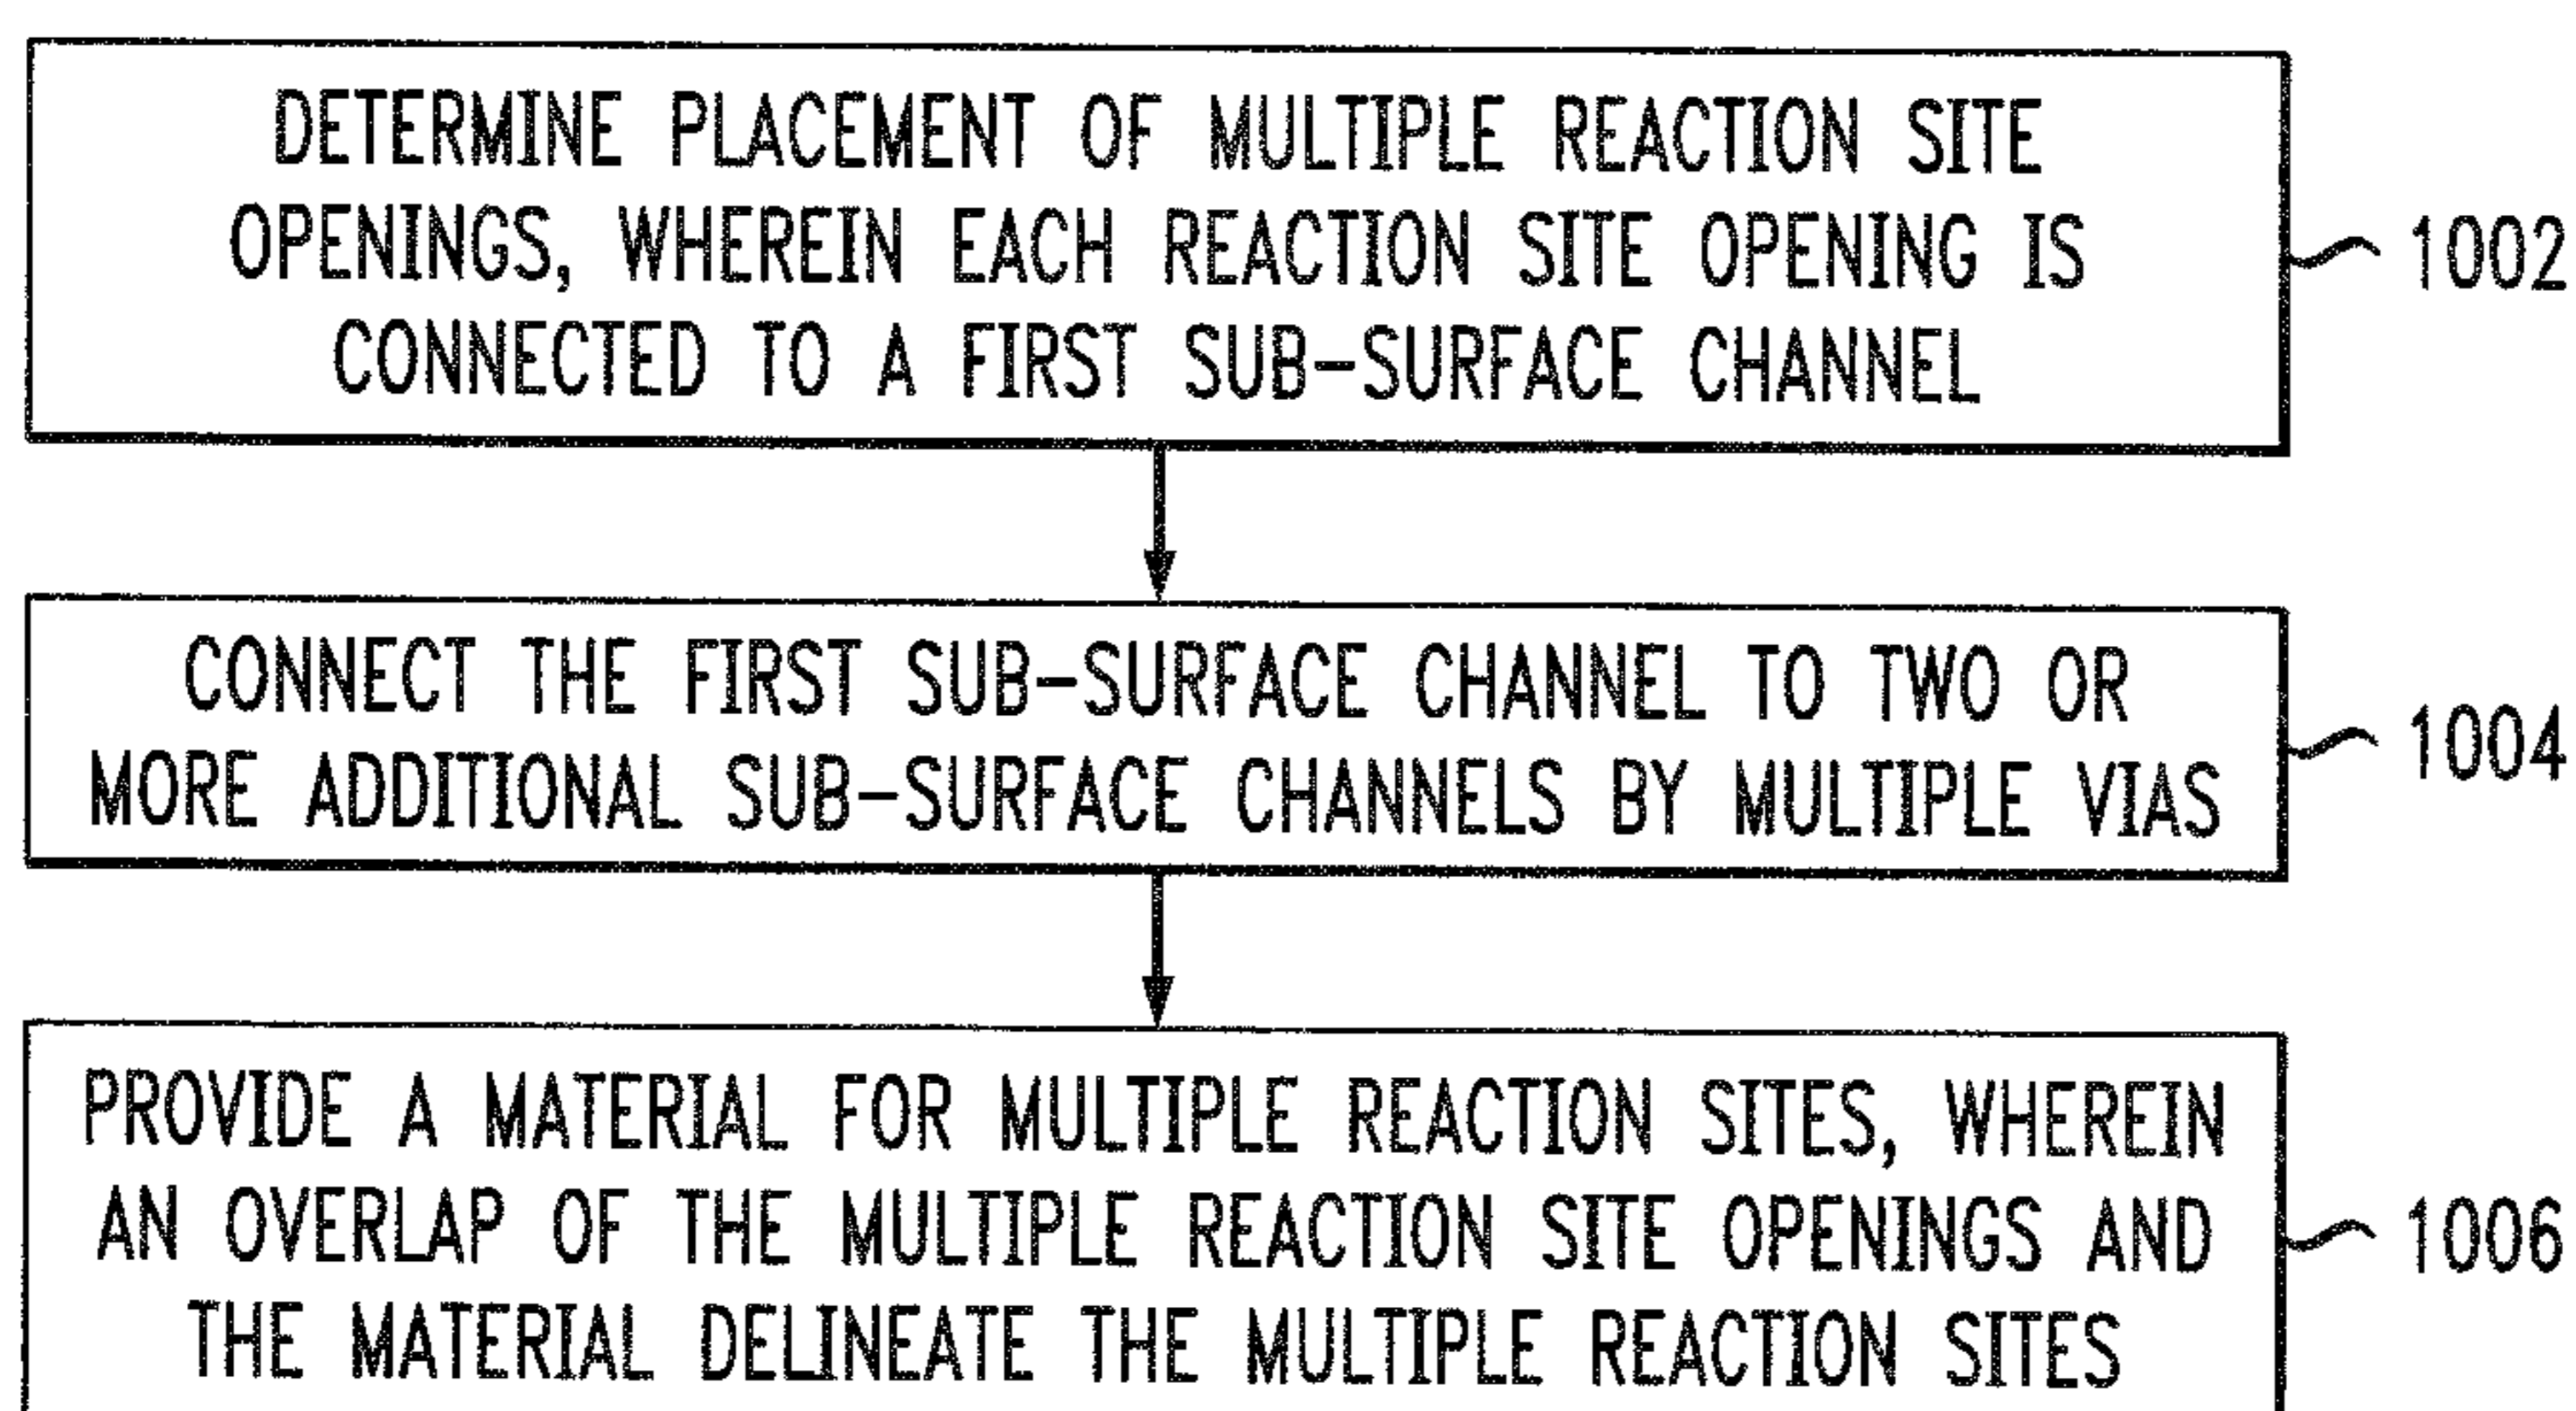 DETERMINE PLACEMENT OF MULTIPLE REACTION SITE
OPENINGS, WHEREIN EACH REACTION SITE OPENING IS
CONNECTED TO A FIRST SUB-SURFACE CHANNEL
1002
CONNECT THE FIRST SUB-SURFACE CHANNEL TO TWO OR
MORE ADDITIONAL SUB-SURFACE CHANNELS BY MULTIPLE VIAS
1004
PROVIDE A MATERIAL FOR MULTIPLE REACTION SITES, WHEREIN
AN OVERLAP OF THE MULTIPLE REACTION SITE OPENINGS AND
THE MATERIAL DELINEATE THE MULTIPLE REACTION SITES
1006